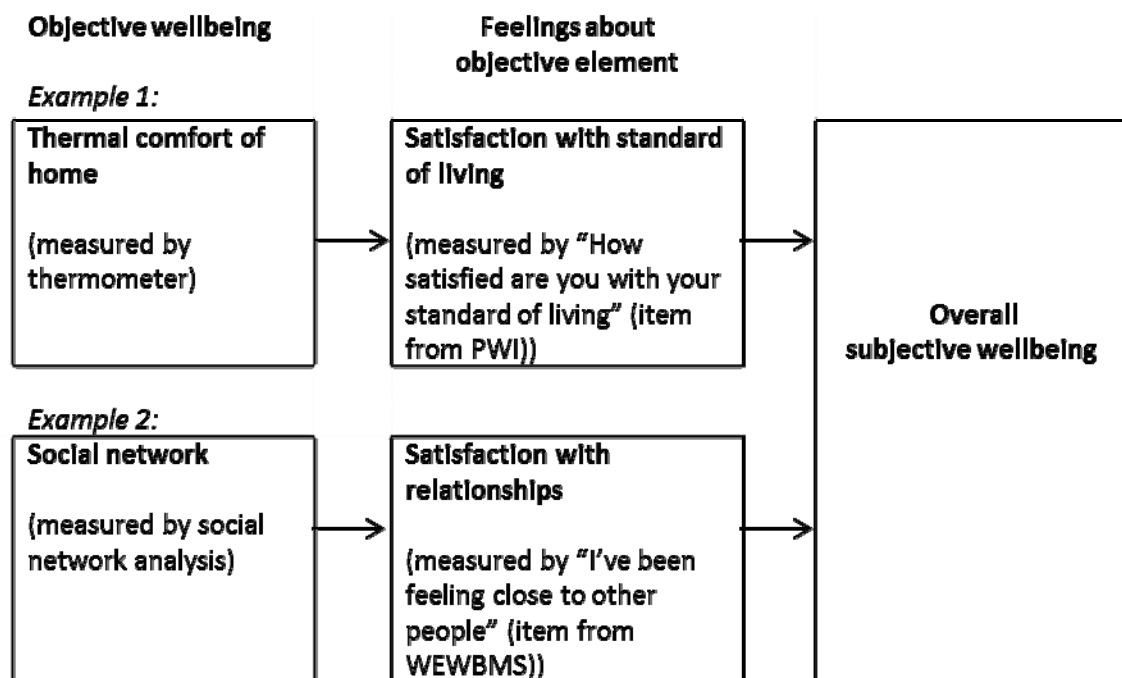 Objective wellbeing
Feelings about
objective element
Example 1:
Thermal comfort of
home
(measured by
thermometer)
Satisfaction with standard
of living
(measured by "How
satisfied are you with your
standard of living" (item
from PWI))
Overall
subjective wellbeing
Example 2:
Social network
(measured by social
network analysis)
Satisfaction with
relationships
(measured by "I've been
feeling close to other
people" (item from
WEWBMS))